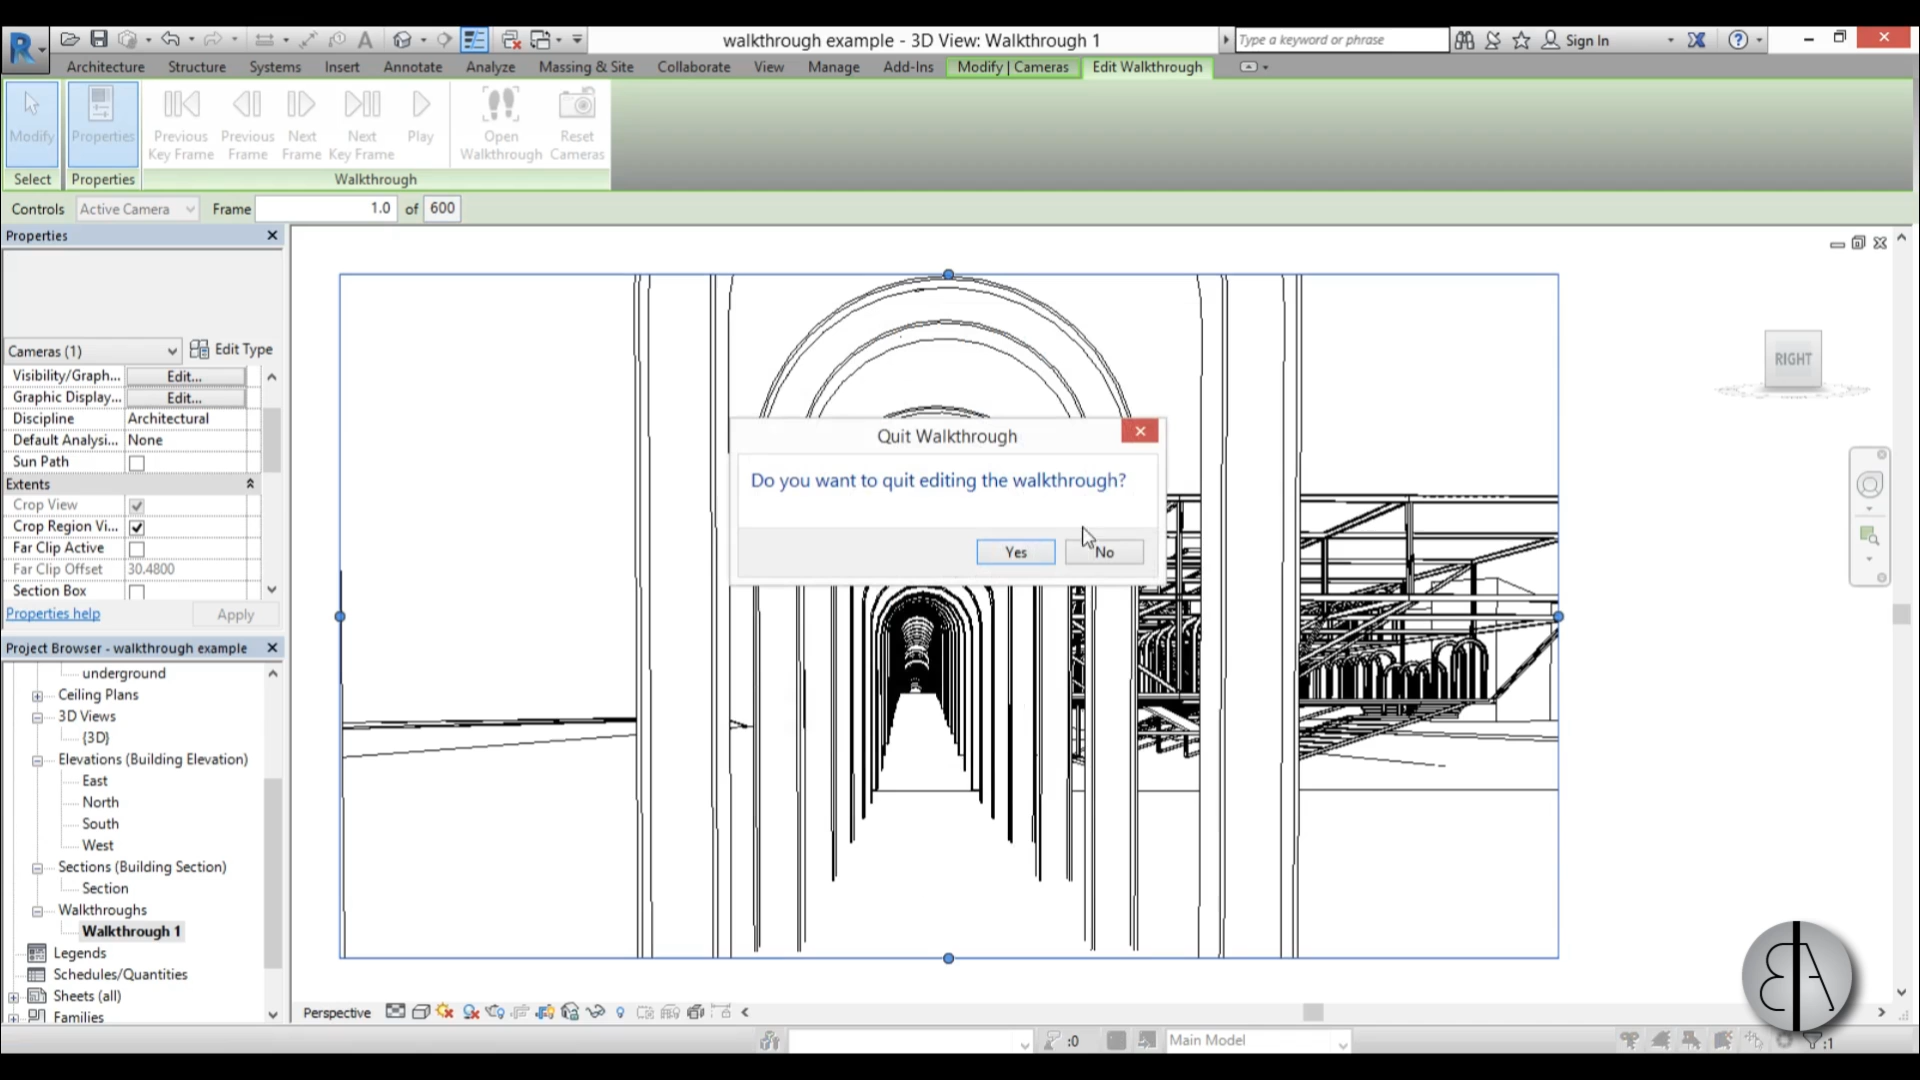 walkthrough example - 3D View: Walkthrough 1
Type a keyword or phrase
Sign In
Architecture Structure Systems Insert Annotate Analyze Massing & Site Collaborate View Manage Add-Ins Modify | Cameras Edit Walkthrough
Modify
Properties
Previous Key Frame
Previous Frame
Next Frame
Next Key Frame
Play
Open Walkthrough
Reset Cameras
Select Properties Walkthrough
Controls Active Camera Frame 1.0 of 600
Properties
Cameras (1) Edit Type
Visibility/Graph... Edit...
Graphic Display... Edit...
Discipline Architectural
Default Analysi... None
Sun Path
Extents
Crop View
Crop Region Vi...
Far Clip Active
Far Clip Offset 30.4800
Section Box
Properties help Apply
Project Browser - walkthrough example
underground
Ceiling Plans
3D Views
{3D}
Elevations (Building Elevation)
East
North
South
West
Sections (Building Section)
Section
Walkthroughs
Walkthrough 1
Legends
Schedules/Quantities
Sheets (all)
Families
RIGHT
Quit Walkthrough
Do you want to quit editing the walkthrough?
Yes No
Perspective
:0
Main Model
:1